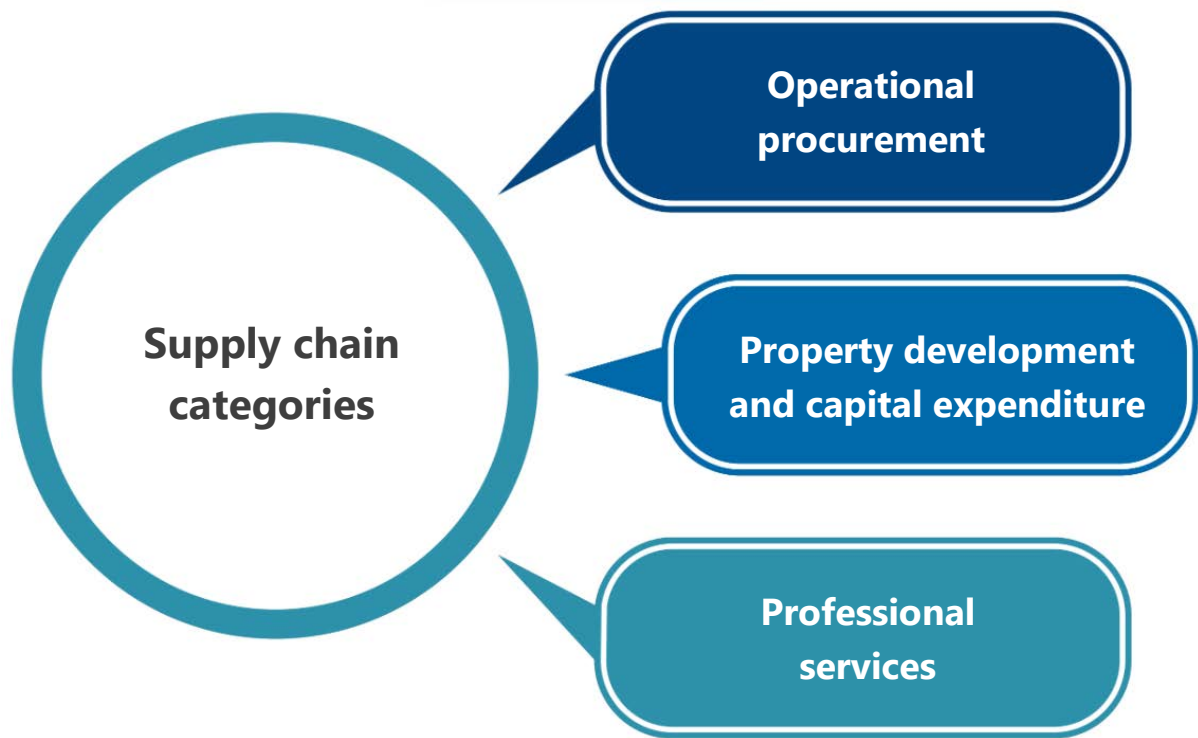 Operational
procurement
Supply chain
categories
Property development
and capital expenditure
Professional
services